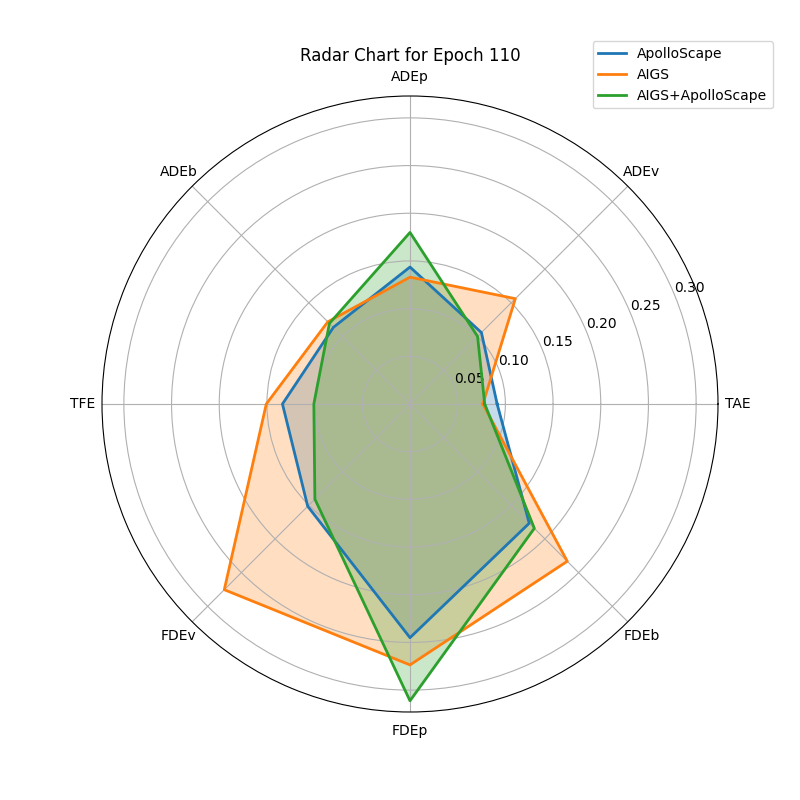 Radar Chart for Epoch 110
ApolloScape
AIGS
AIGS+ApolloScape
ADEp
ADEb
ADEv
0.30
0.25
0.20
0.15
0.10
0.05
TFE
TAE
FDEv
FDEb
FDEp